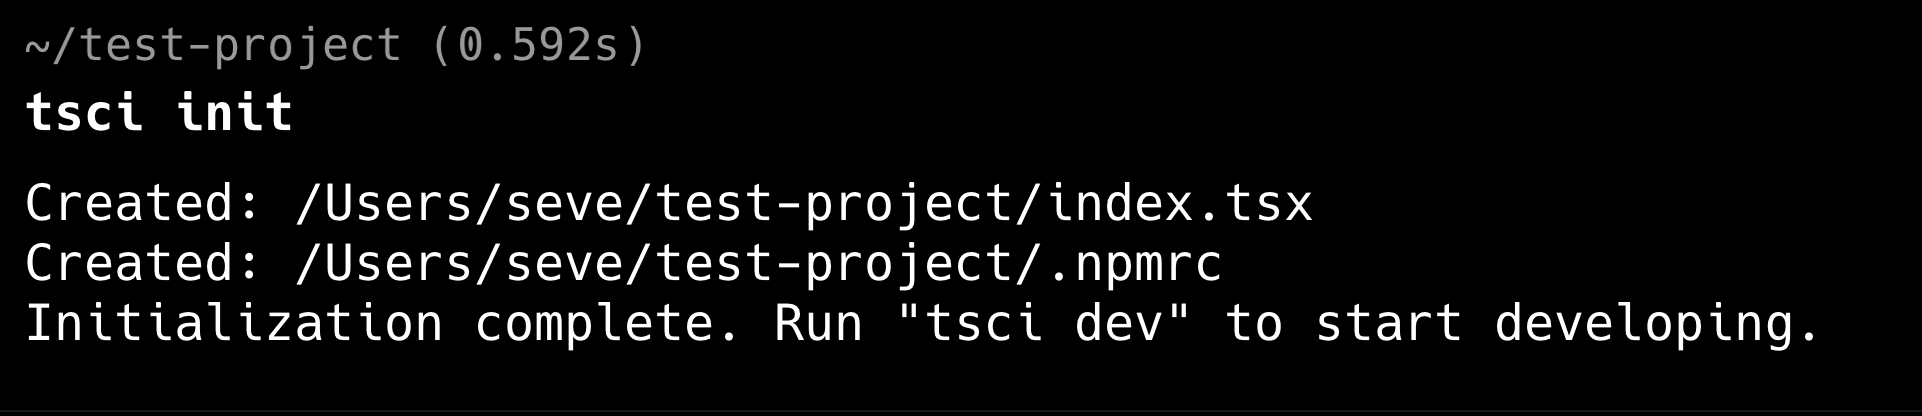 ~/test-project (0.592s)
tsci init
Created: /Users/seve/test-project/index.tsx
Created: /Users/seve/test-project/.npmrc
Initialization complete. Run "tsci dev" to start developing.